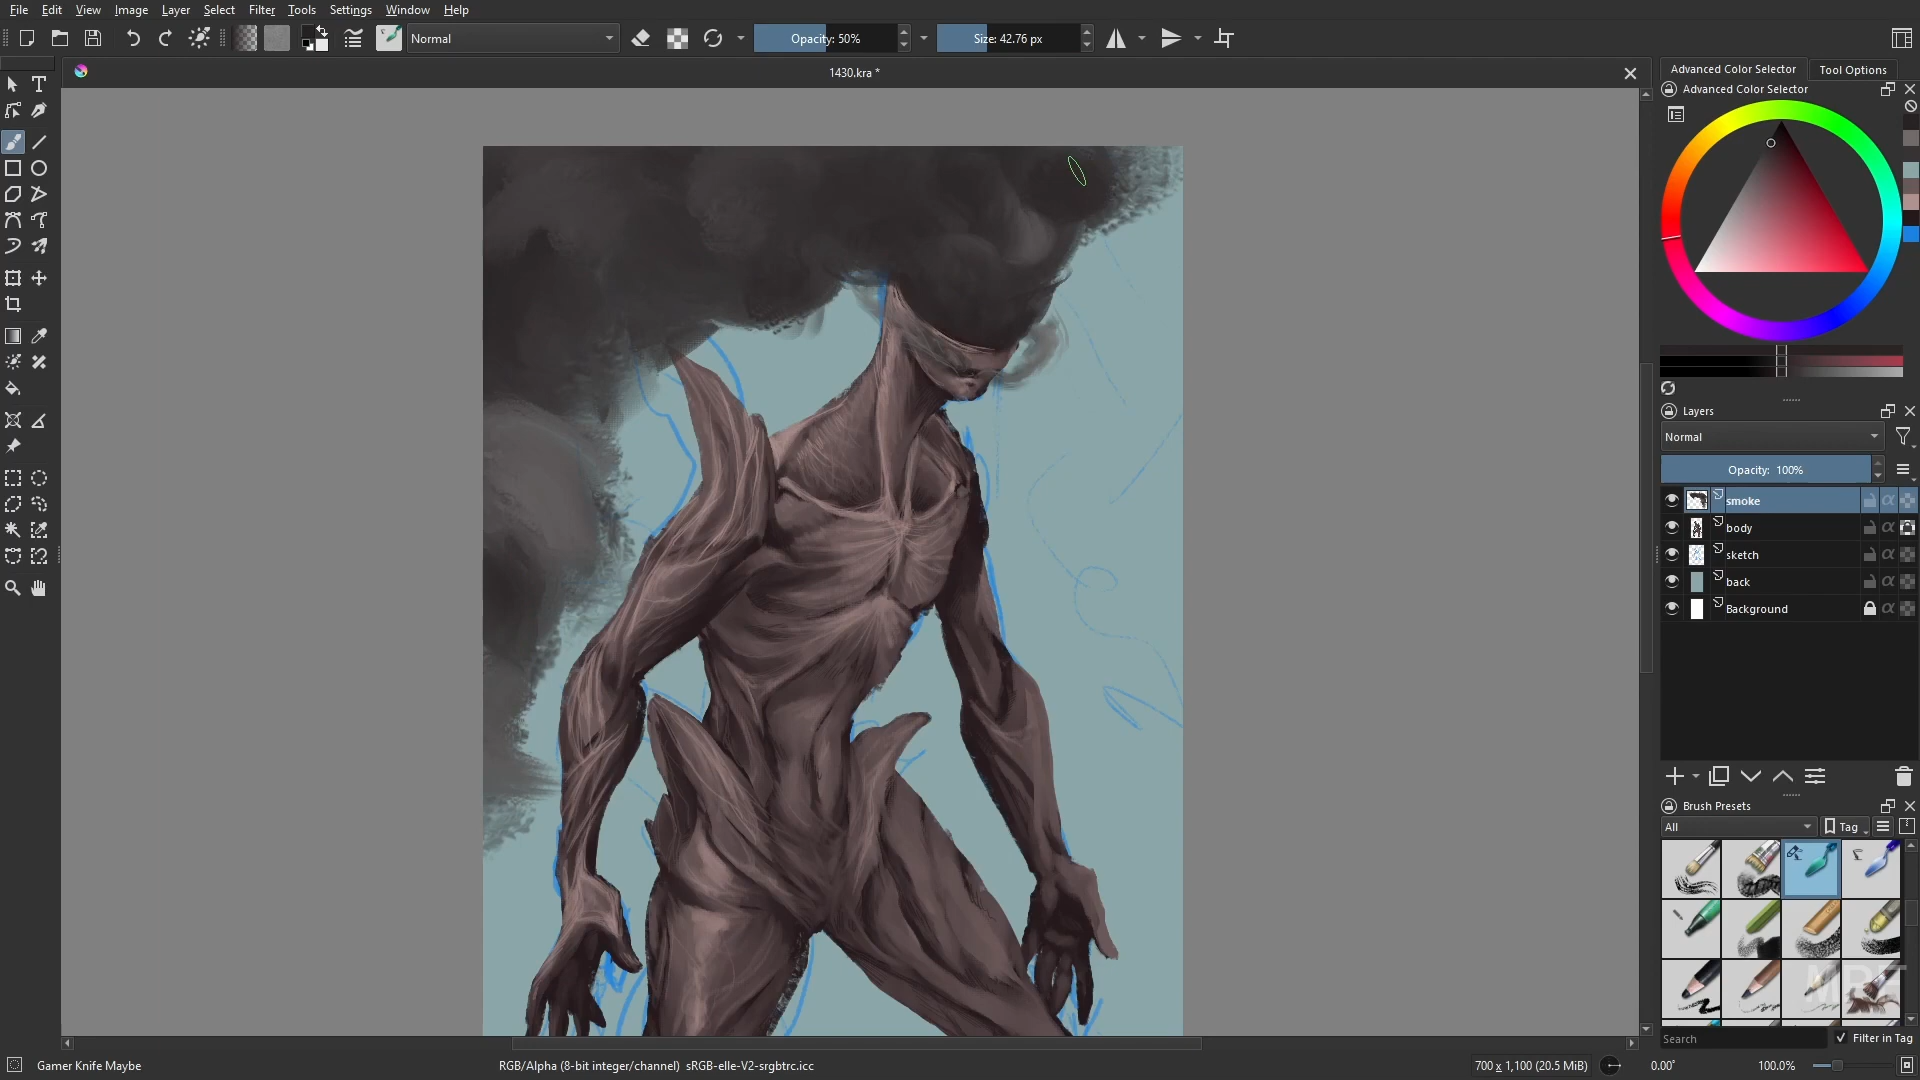 File Edit View Image Layer Select Filter Tools Settings Window Help
Normal
Opacity: 50%
Size: 42.76 px
1430.kra *
Advanced Color Selector
Tool Options
Advanced Color Selector
Layers
Normal
Opacity: 100%
smoke
body
sketch
back
Background
Brush Presets
All
Tag
Search
Filter in Tag
Gamer Knife Maybe
RGB/Alpha (8-bit integer/channel) sRGB-elle-V2-srgbtrc.icc
700 x 1,100 (20.5 MiB)
0.00°
100.0%